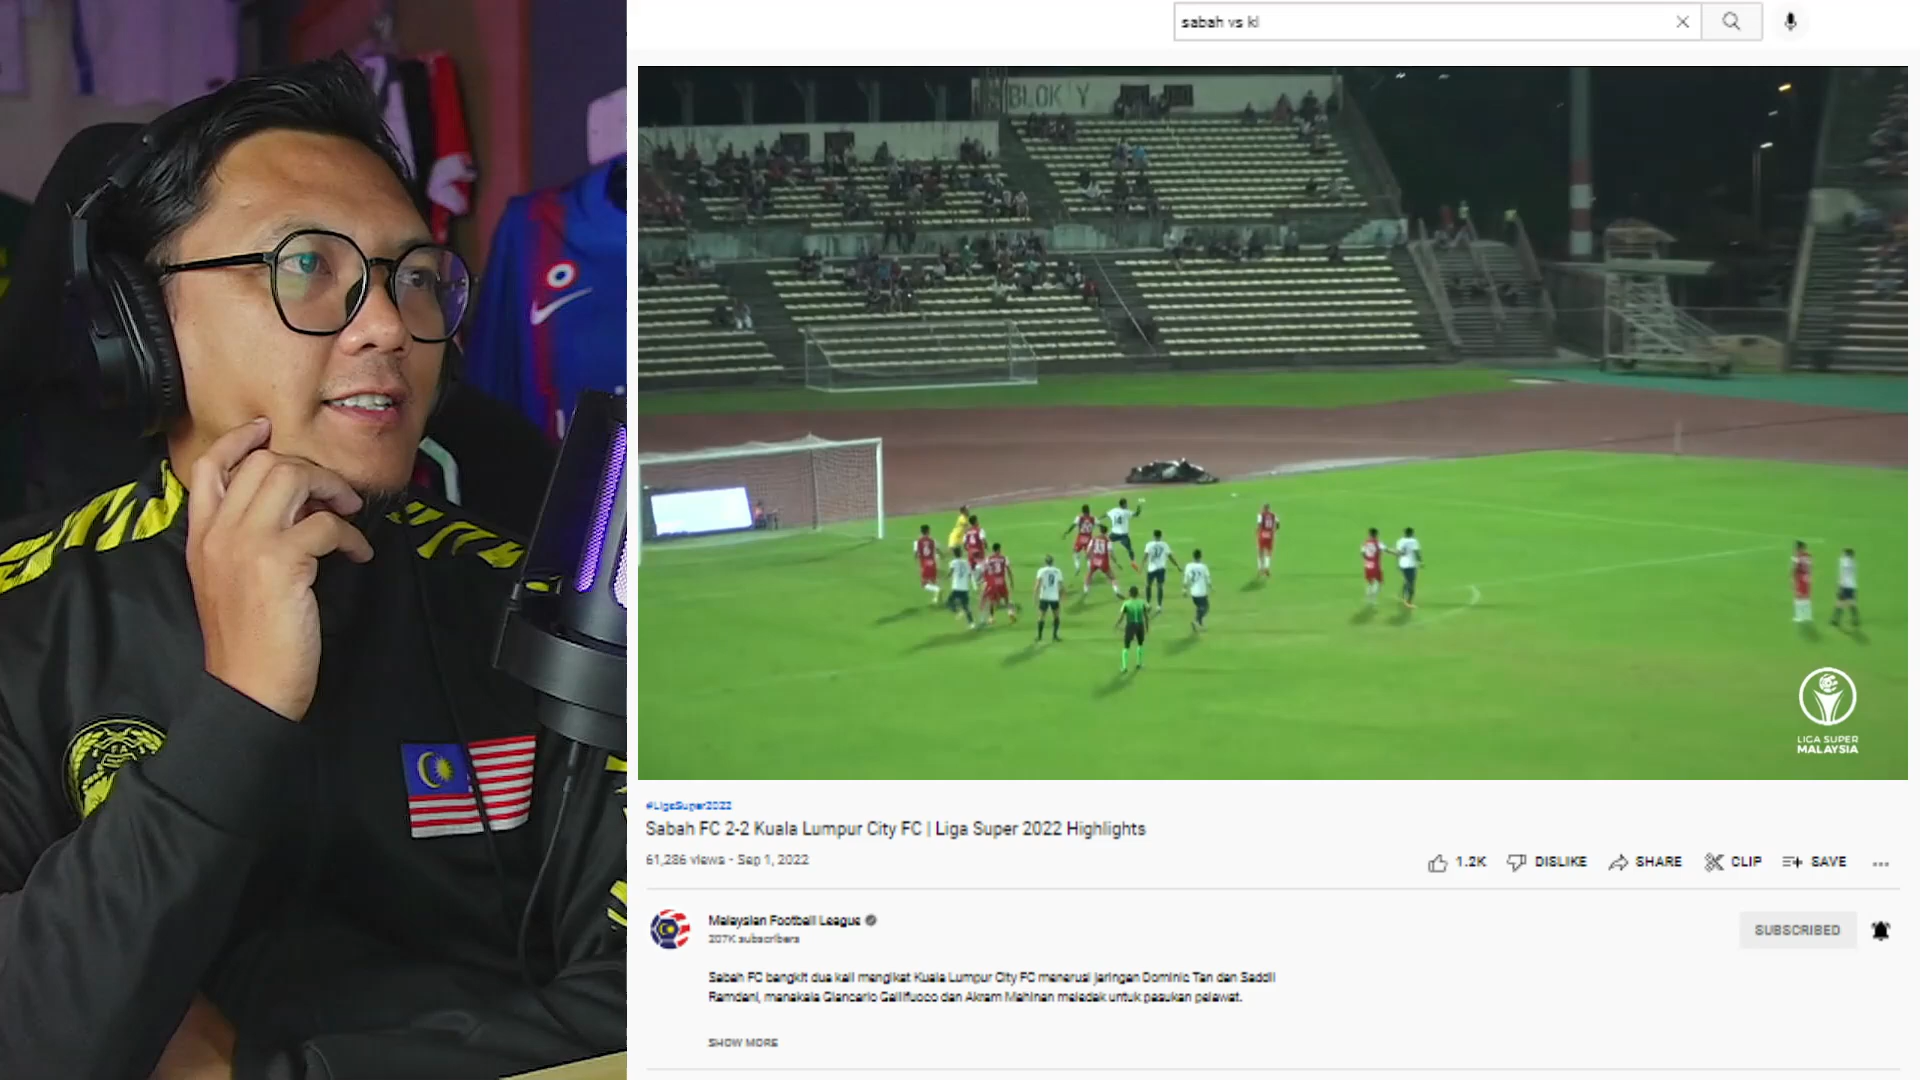 sabah vs kl
BLOK Y
LIGA SUPER
MALAYSIA
#LigaSuper2022
Sabah FC 2-2 Kuala Lumpur City FC | Liga Super 2022 Highlights
61,286 views - Sep 1, 2022
1.2K DISLIKE SHARE CLIP SAVE ...
Malaysian Football League
207K subscribers
SUBSCRIBED
Sabah FC bangkit dua kali mengikat Kuala Lumpur City FC menerusi jaringan Dominic Tan dan Saddil
Ramdani, manakala Giancarlo Gallifuoco dan Akram Mahinan meledak untuk pasukan pelawat.
SHOW MORE
FA